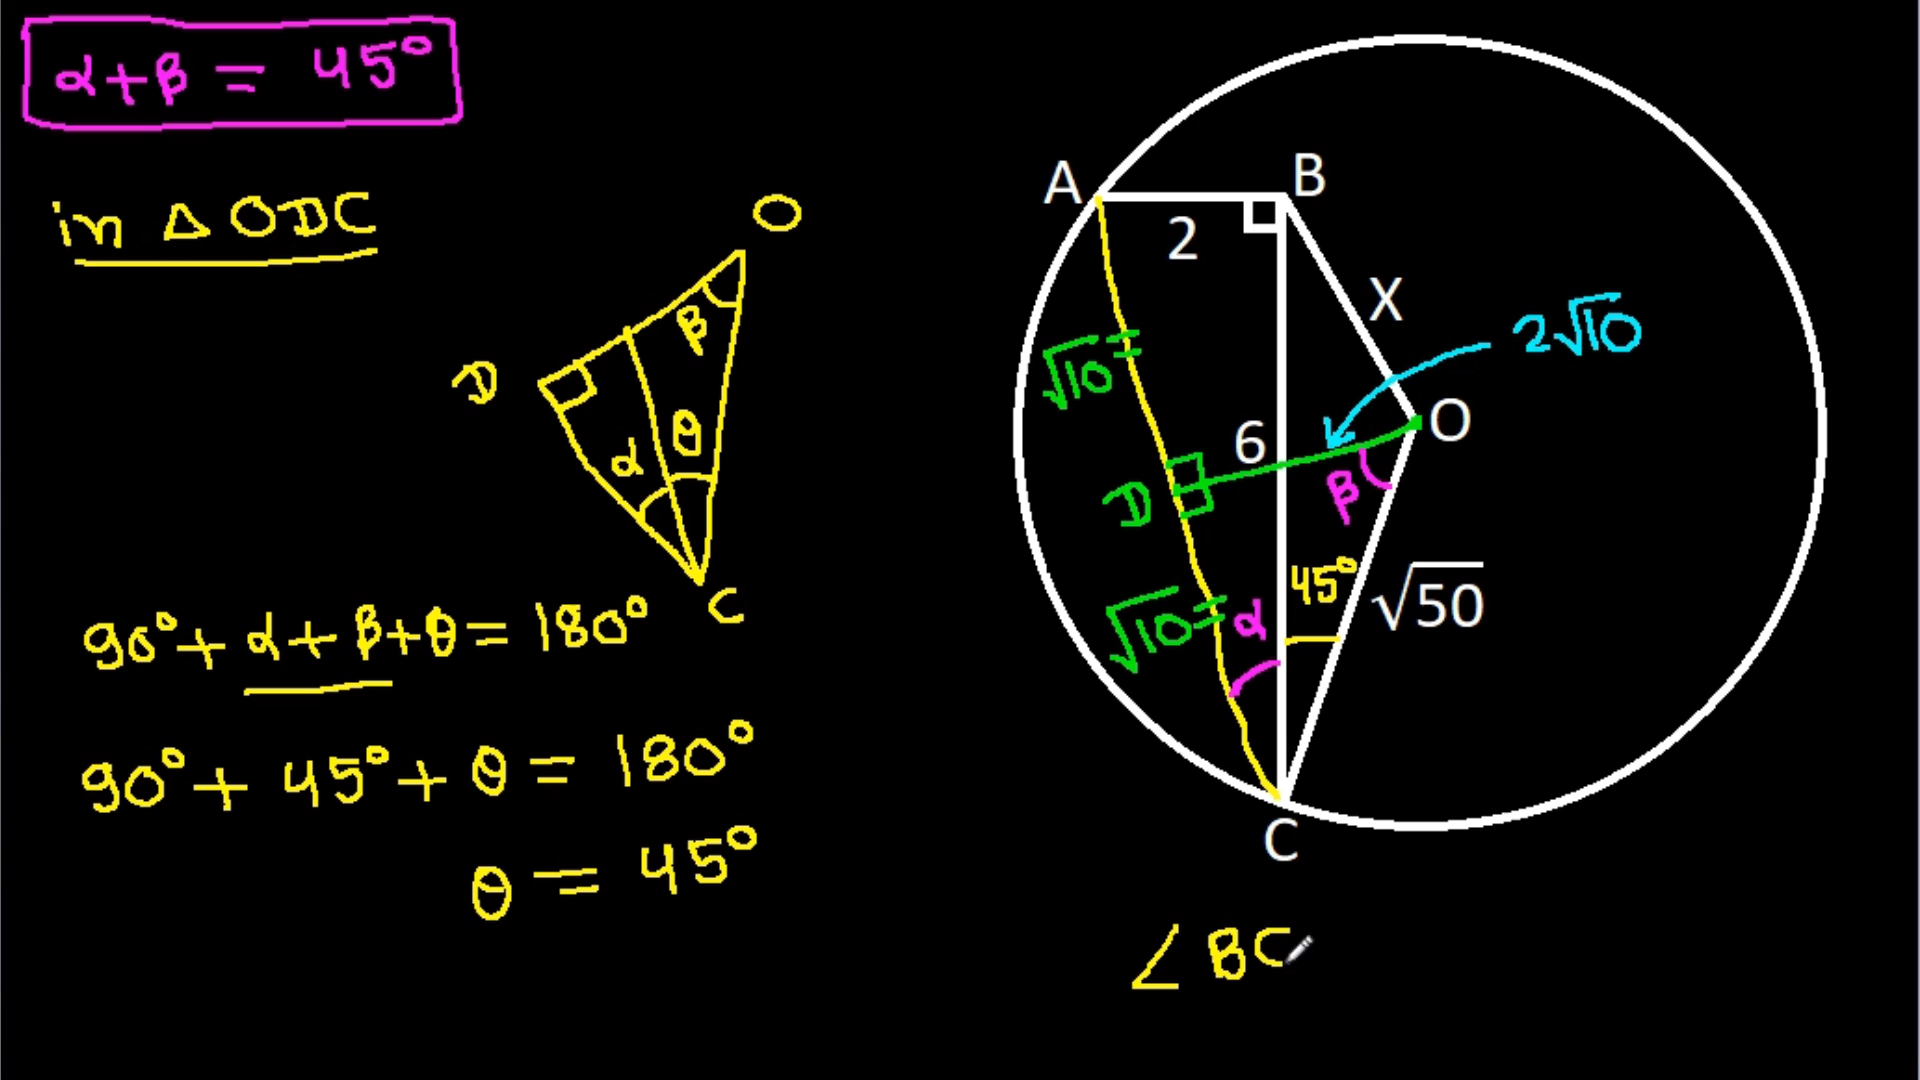 α+β = 45°
in Δ ODC
O
D
β
α
θ
C
90°+ α+β+θ = 180°
90°+ 45°+ θ = 180°
θ = 45°
A
B
2
X
2√10
√10
6
O
D
β
45°
√50
√10
α
C
∠BC